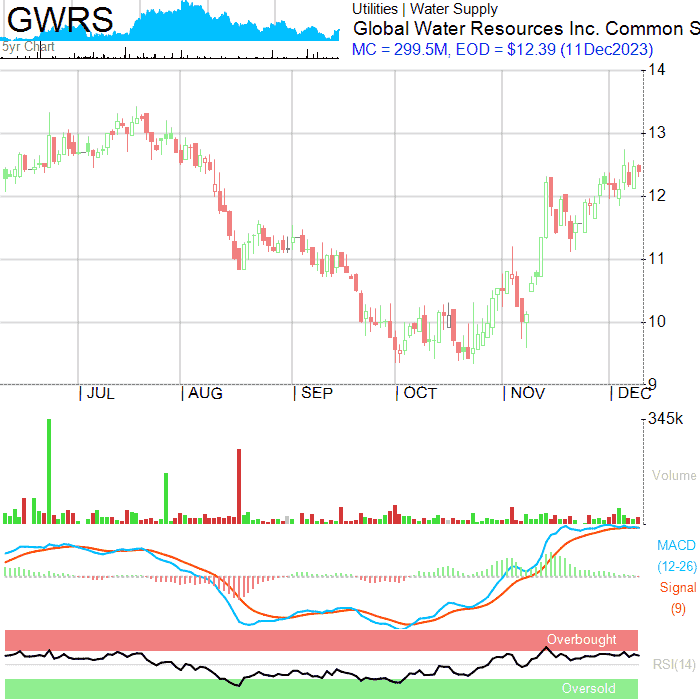 GWRS
5yr Chart
Utilities | Water Supply
Global Water Resources Inc. Common S
MC = 299.5M, EOD = $12.39 (11Dec2023)
14
13
12
11
10
9
| JUL | AUG | SEP | OCT | NOV | DEC
345k
Volume
MACD
(12-26)
Signal
(9)
Overbought
RSI(14)
Oversold